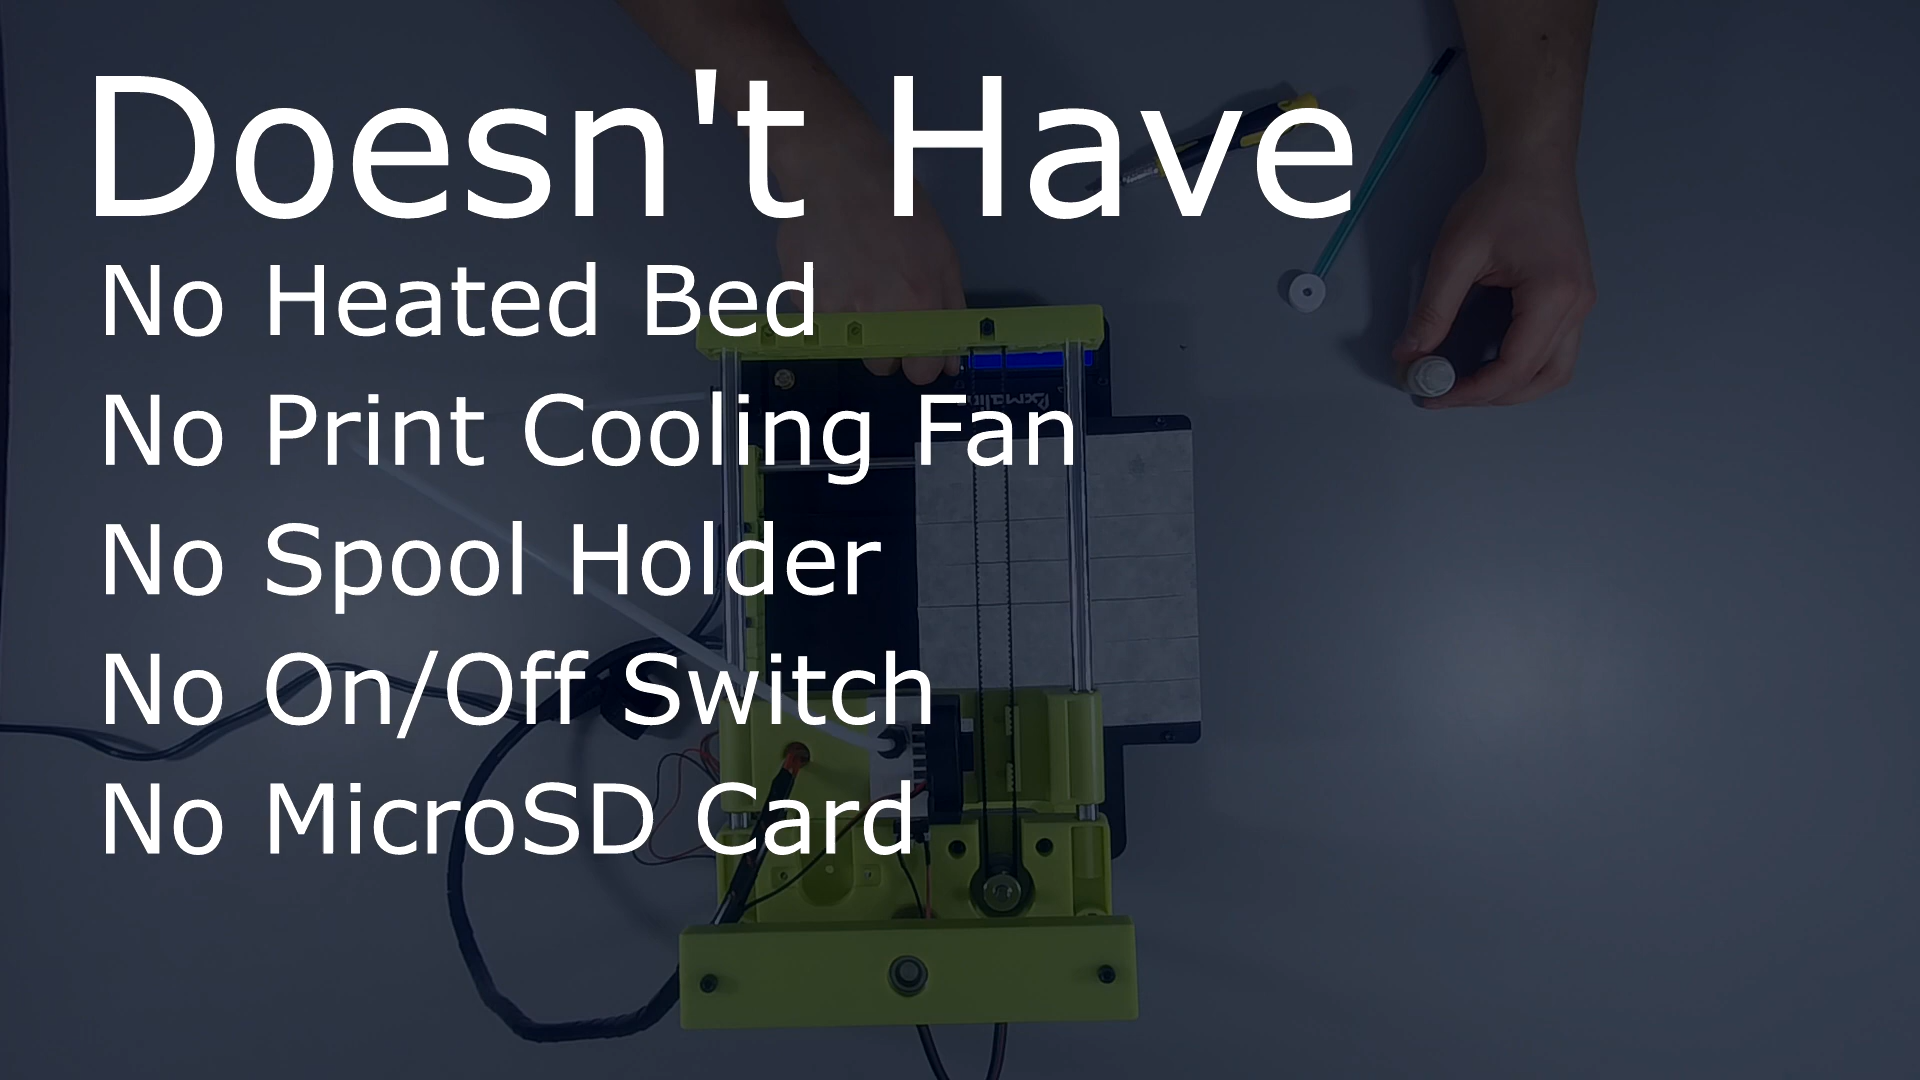 Doesn't Have
No Heated Bed
No Print Cooling Fan
No Spool Holder
No On/Off Switch
No MicroSD Card